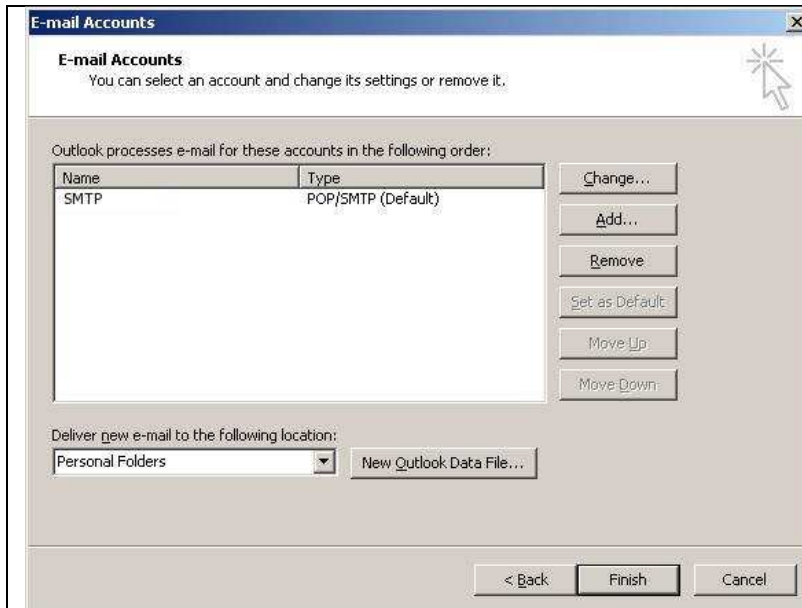 E-mail Accounts
E-mail Accounts
You can select an account and change its settings or remove it.
Outlook processes e-mail for these accounts in the following order:
Name Type
SMTP POP/SMTP (Default)
Change...
Add...
Remove
Set as Default
Move Up
Move Down
Deliver new e-mail to the following location:
Personal Folders New Outlook Data File...
< Back Finish Cancel